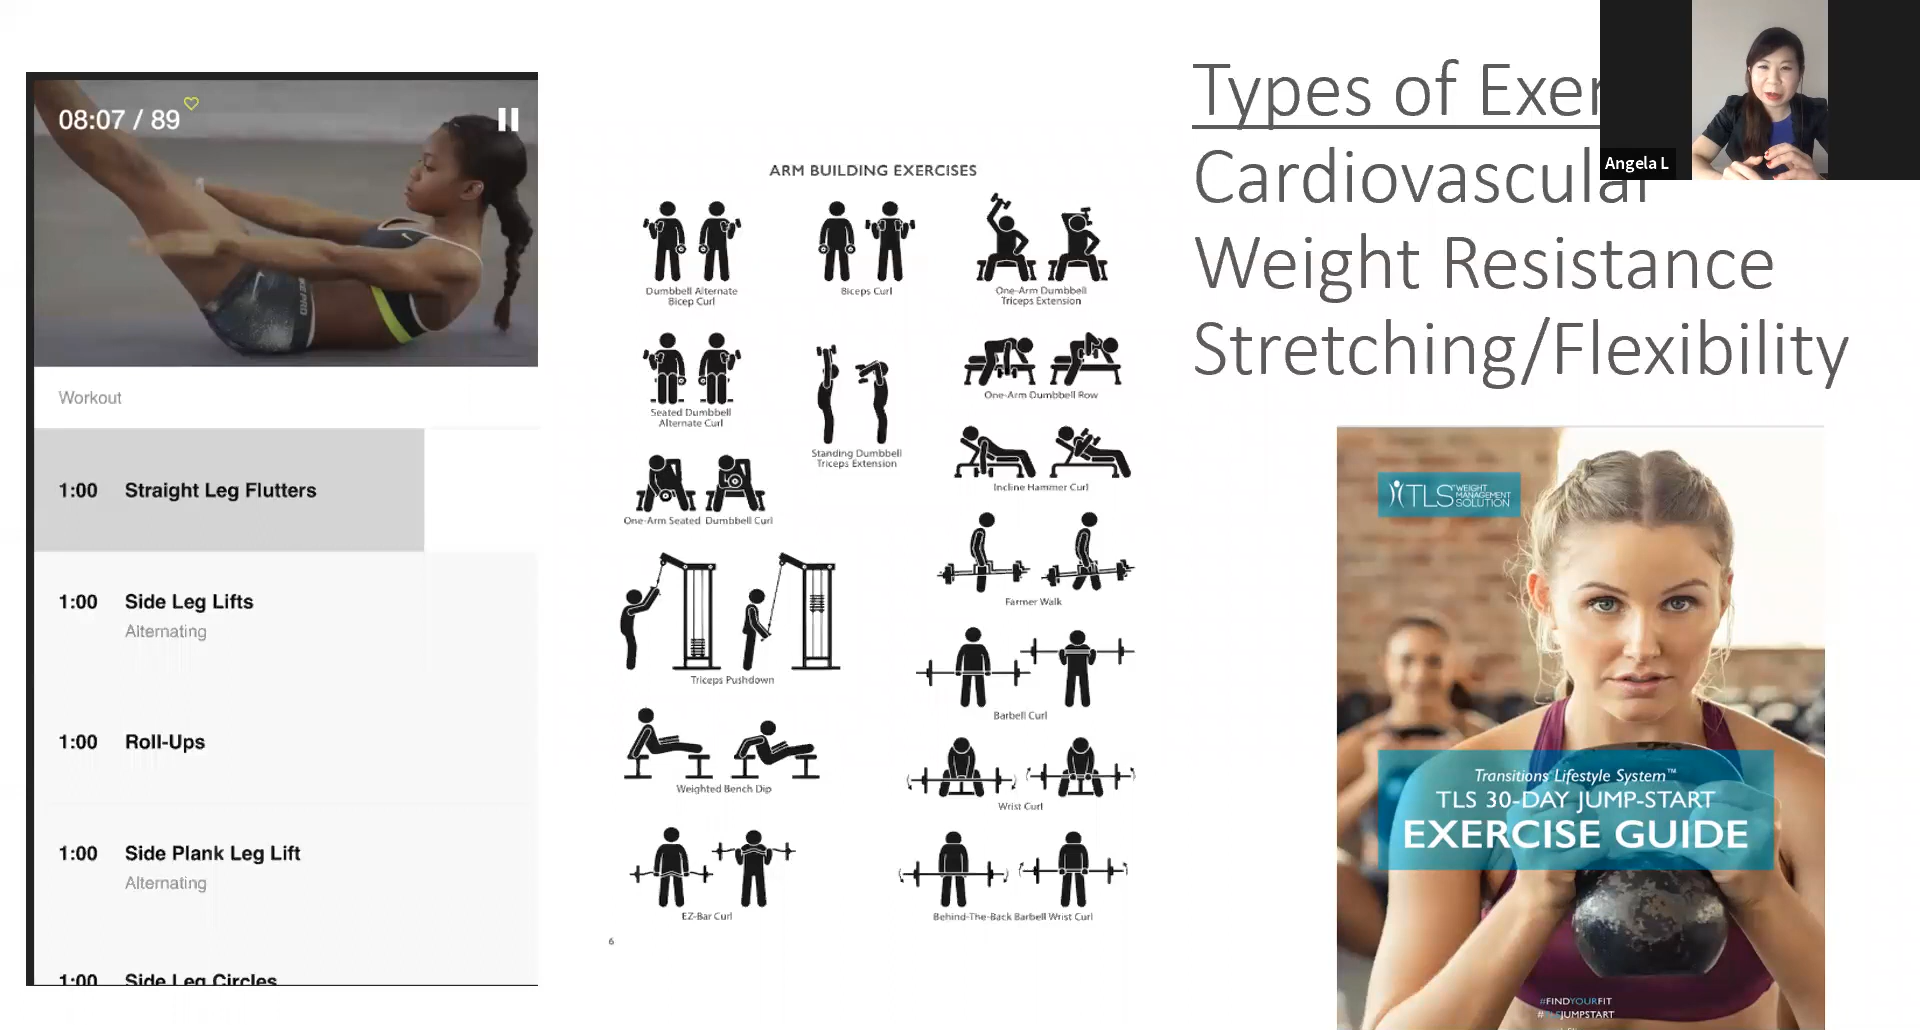 08:07 / 89
Workout
1:00 Straight Leg Flutters
1:00 Side Leg Lifts
Alternating
1:00 Roll-Ups
1:00 Side Plank Leg Lift
Alternating
1:00 Side Leg Circles
ARM BUILDING EXERCISES
Dumbbell Alternate
Bicep Curl
Biceps Curl
One-Arm Dumbbell
Triceps Extension
Seated Dumbbell
Alternate Curl
Standing Dumbbell
Triceps Extension
One-Arm Dumbbell Row
Incline Hammer Curl
One-Arm Seated Dumbbell Curl
Farmer Walk
Triceps Pushdown
Barbell Curl
Weighted Bench Dip
Wrist Curl
EZ-Bar Curl
Behind-The-Back Barbell Wrist Curl
6
Types of Exer
Cardiovascular
Weight Resistance
Stretching/Flexibility
Angela L
TLS WEIGHT
MANAGEMENT
SOLUTION
Transitions Lifestyle System™
TLS 30-DAY JUMP-START
EXERCISE GUIDE
#FINDYOURFIT
#TLSJUMPSTART